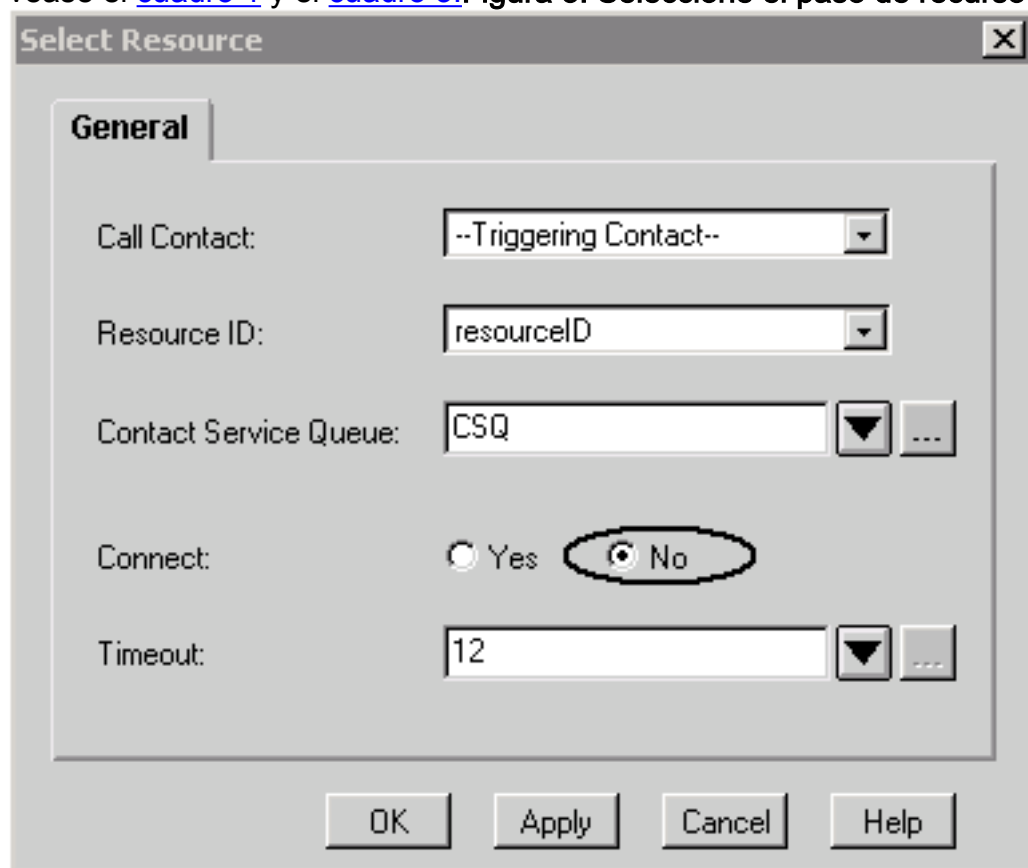 Select Resource
General
Call Contact: --Triggering Contact--
Resource ID: resourceID
Contact Service Queue: CSQ ...
Connect: Yes No
Timeout: 12 ...
OK Apply Cancel Help